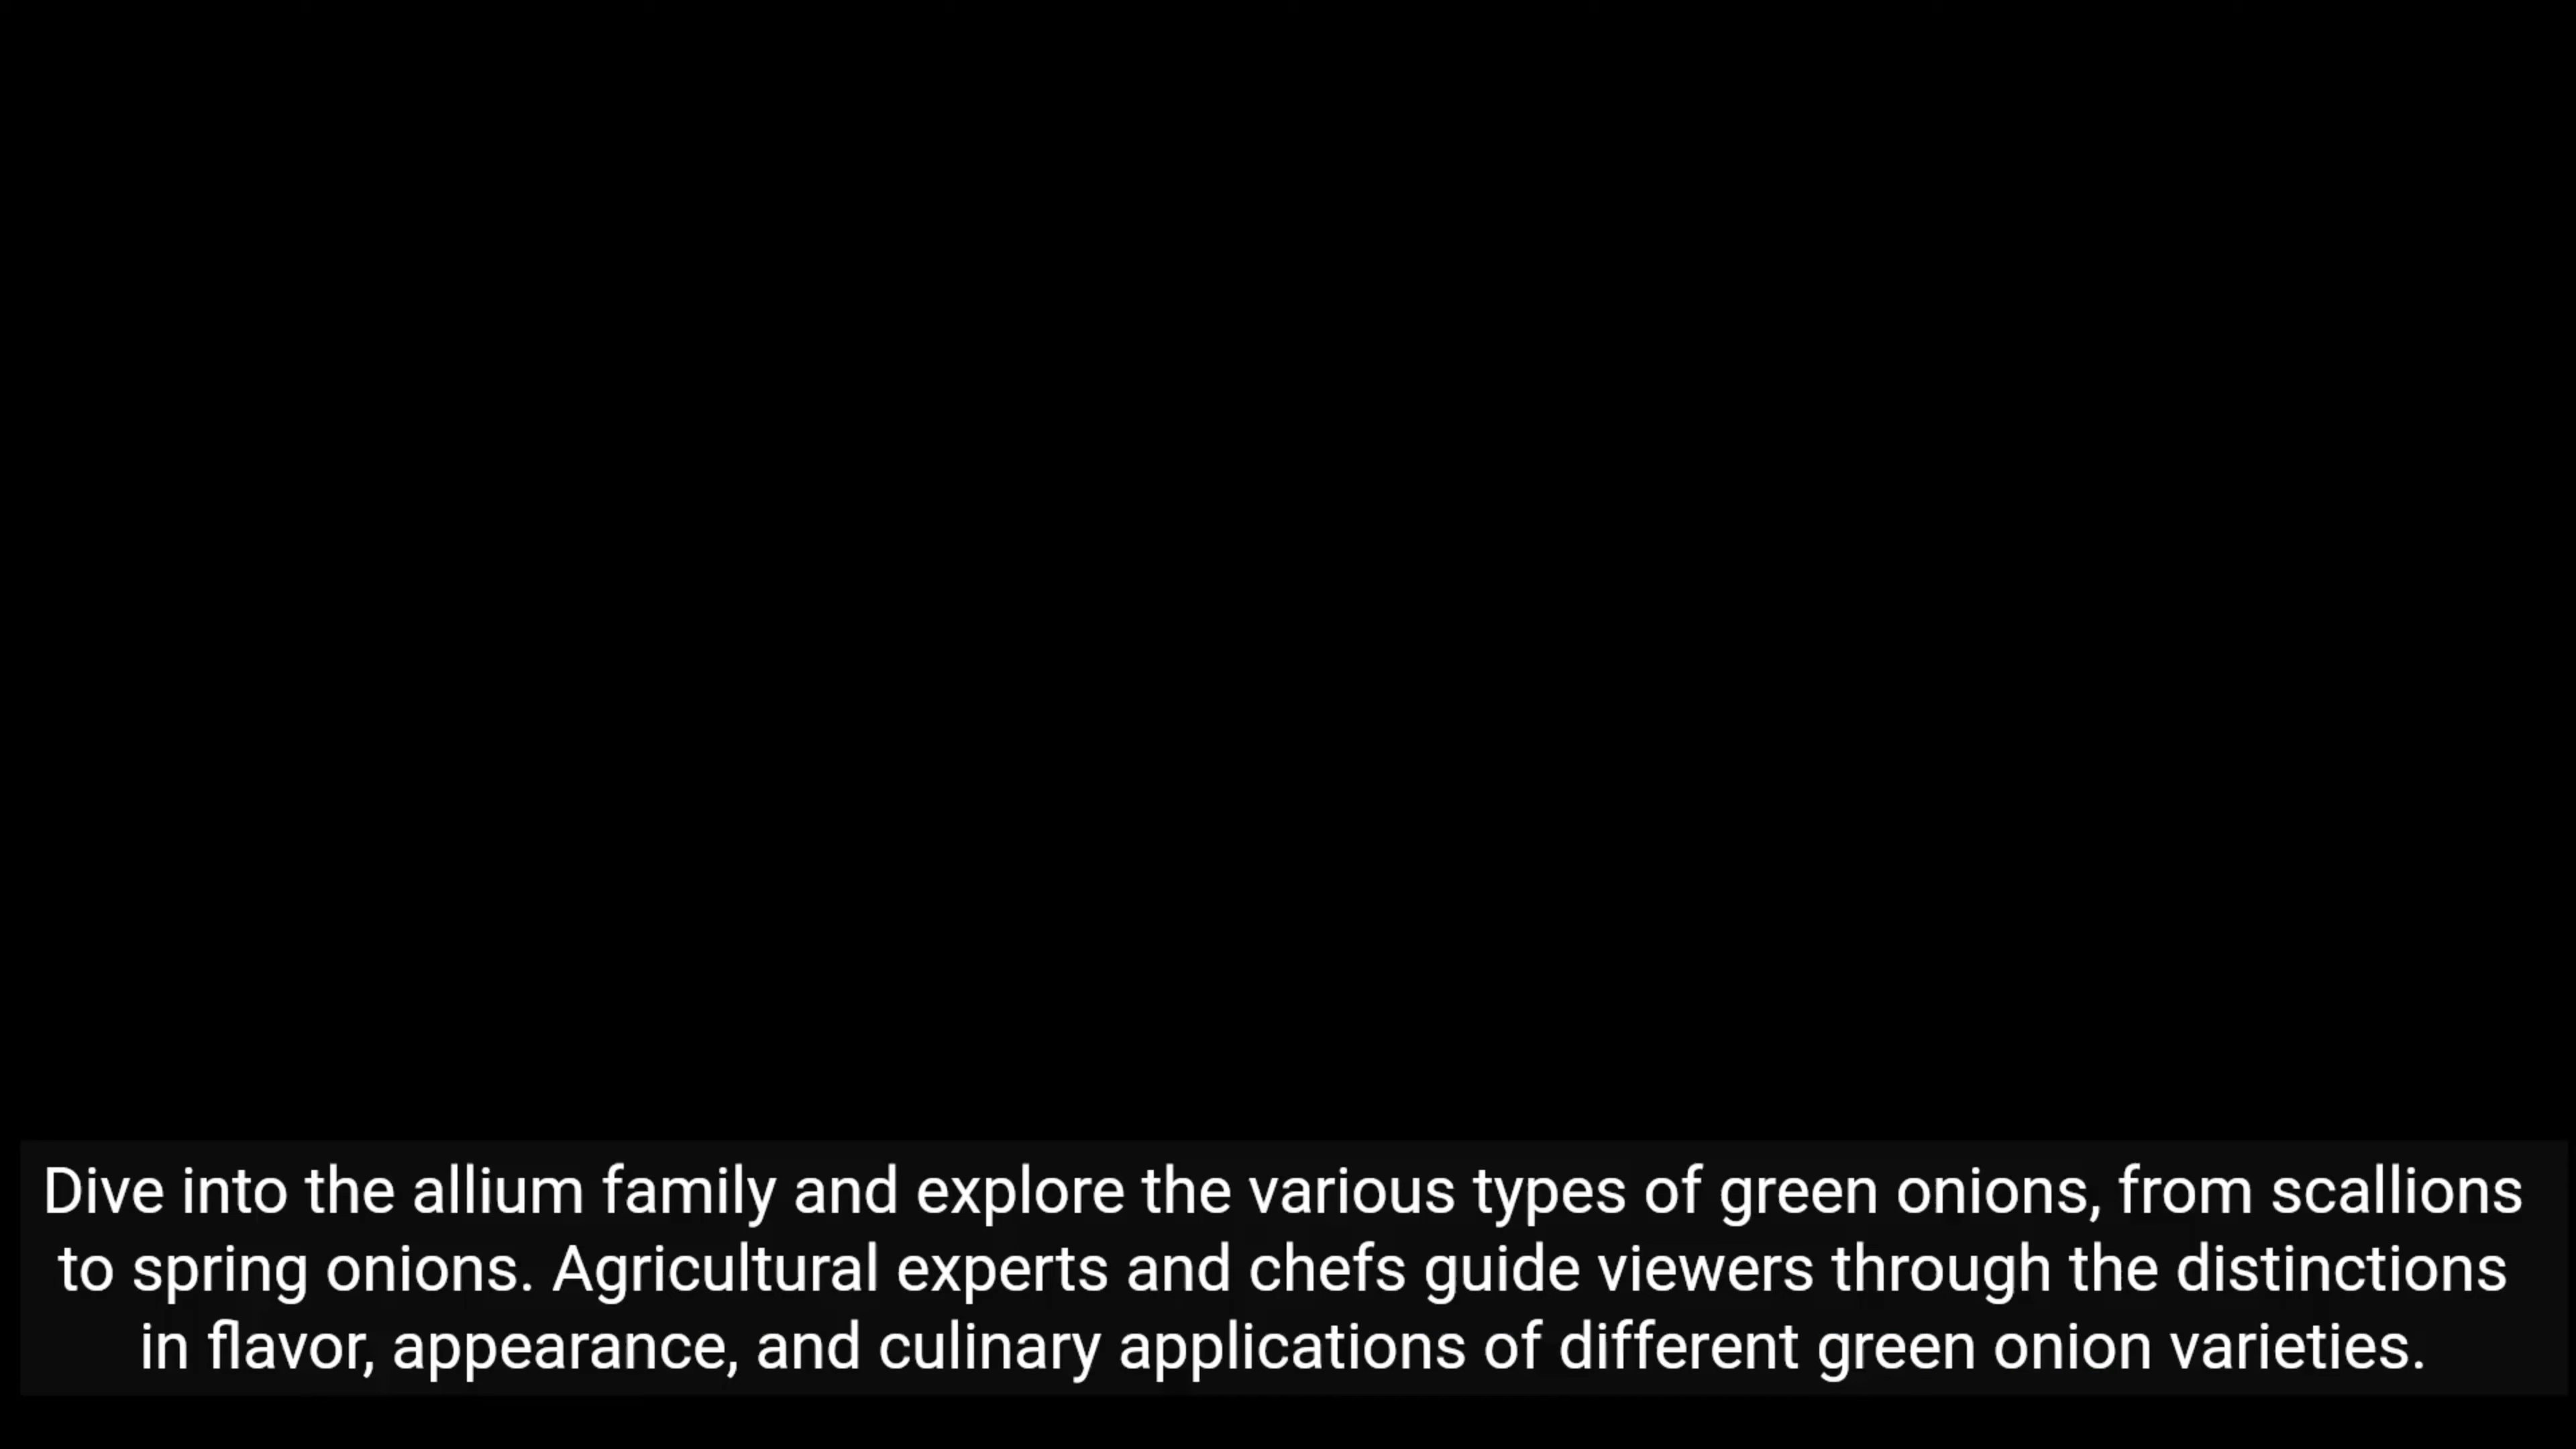 Dive into the allium family and explore the various types of green onions, from scallions
to spring onions. Agricultural experts and chefs guide viewers through the distinctions
in flavor, appearance, and culinary applications of different green onion varieties.